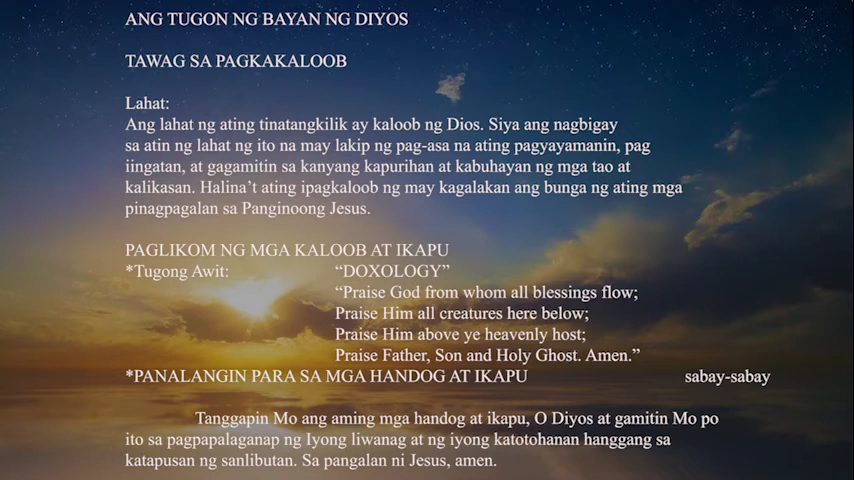 ANG TUGON NG BAYAN NG DIYOS
TAWAG SA PAGKAKALOOB
Lahat:
Ang lahat ng ating tinatangkilik ay kaloob ng Dios. Siya ang nagbigay
sa atin ng lahat ng ito na may lakip ng pag-asa na ating pagyayamanin, pag
iingatan, at gagamitin sa kanyang kapurihan at kabuhayan ng mga tao at
kalikasan. Halina’t ating ipagkaloob ng may kagalakan ang bunga ng ating mga
pinagpagalan sa Panginoong Jesus.
PAGLIKOM NG MGA KALOOB AT IKAPU
*Tugong Awit: “DOXOLOGY”
“Praise God from whom all blessings flow;
Praise Him all creatures here below;
Praise Him above ye heavenly host;
Praise Father, Son and Holy Ghost. Amen.”
*PANALANGIN PARA SA MGA HANDOG AT IKAPU sabay-sabay
Tanggapin Mo ang aming mga handog at ikapu, O Diyos at gamitin Mo po
ito sa pagpapalaganap ng Iyong liwanag at ng iyong katotohanan hanggang sa
katapusan ng sanlibutan. Sa pangalan ni Jesus, amen.